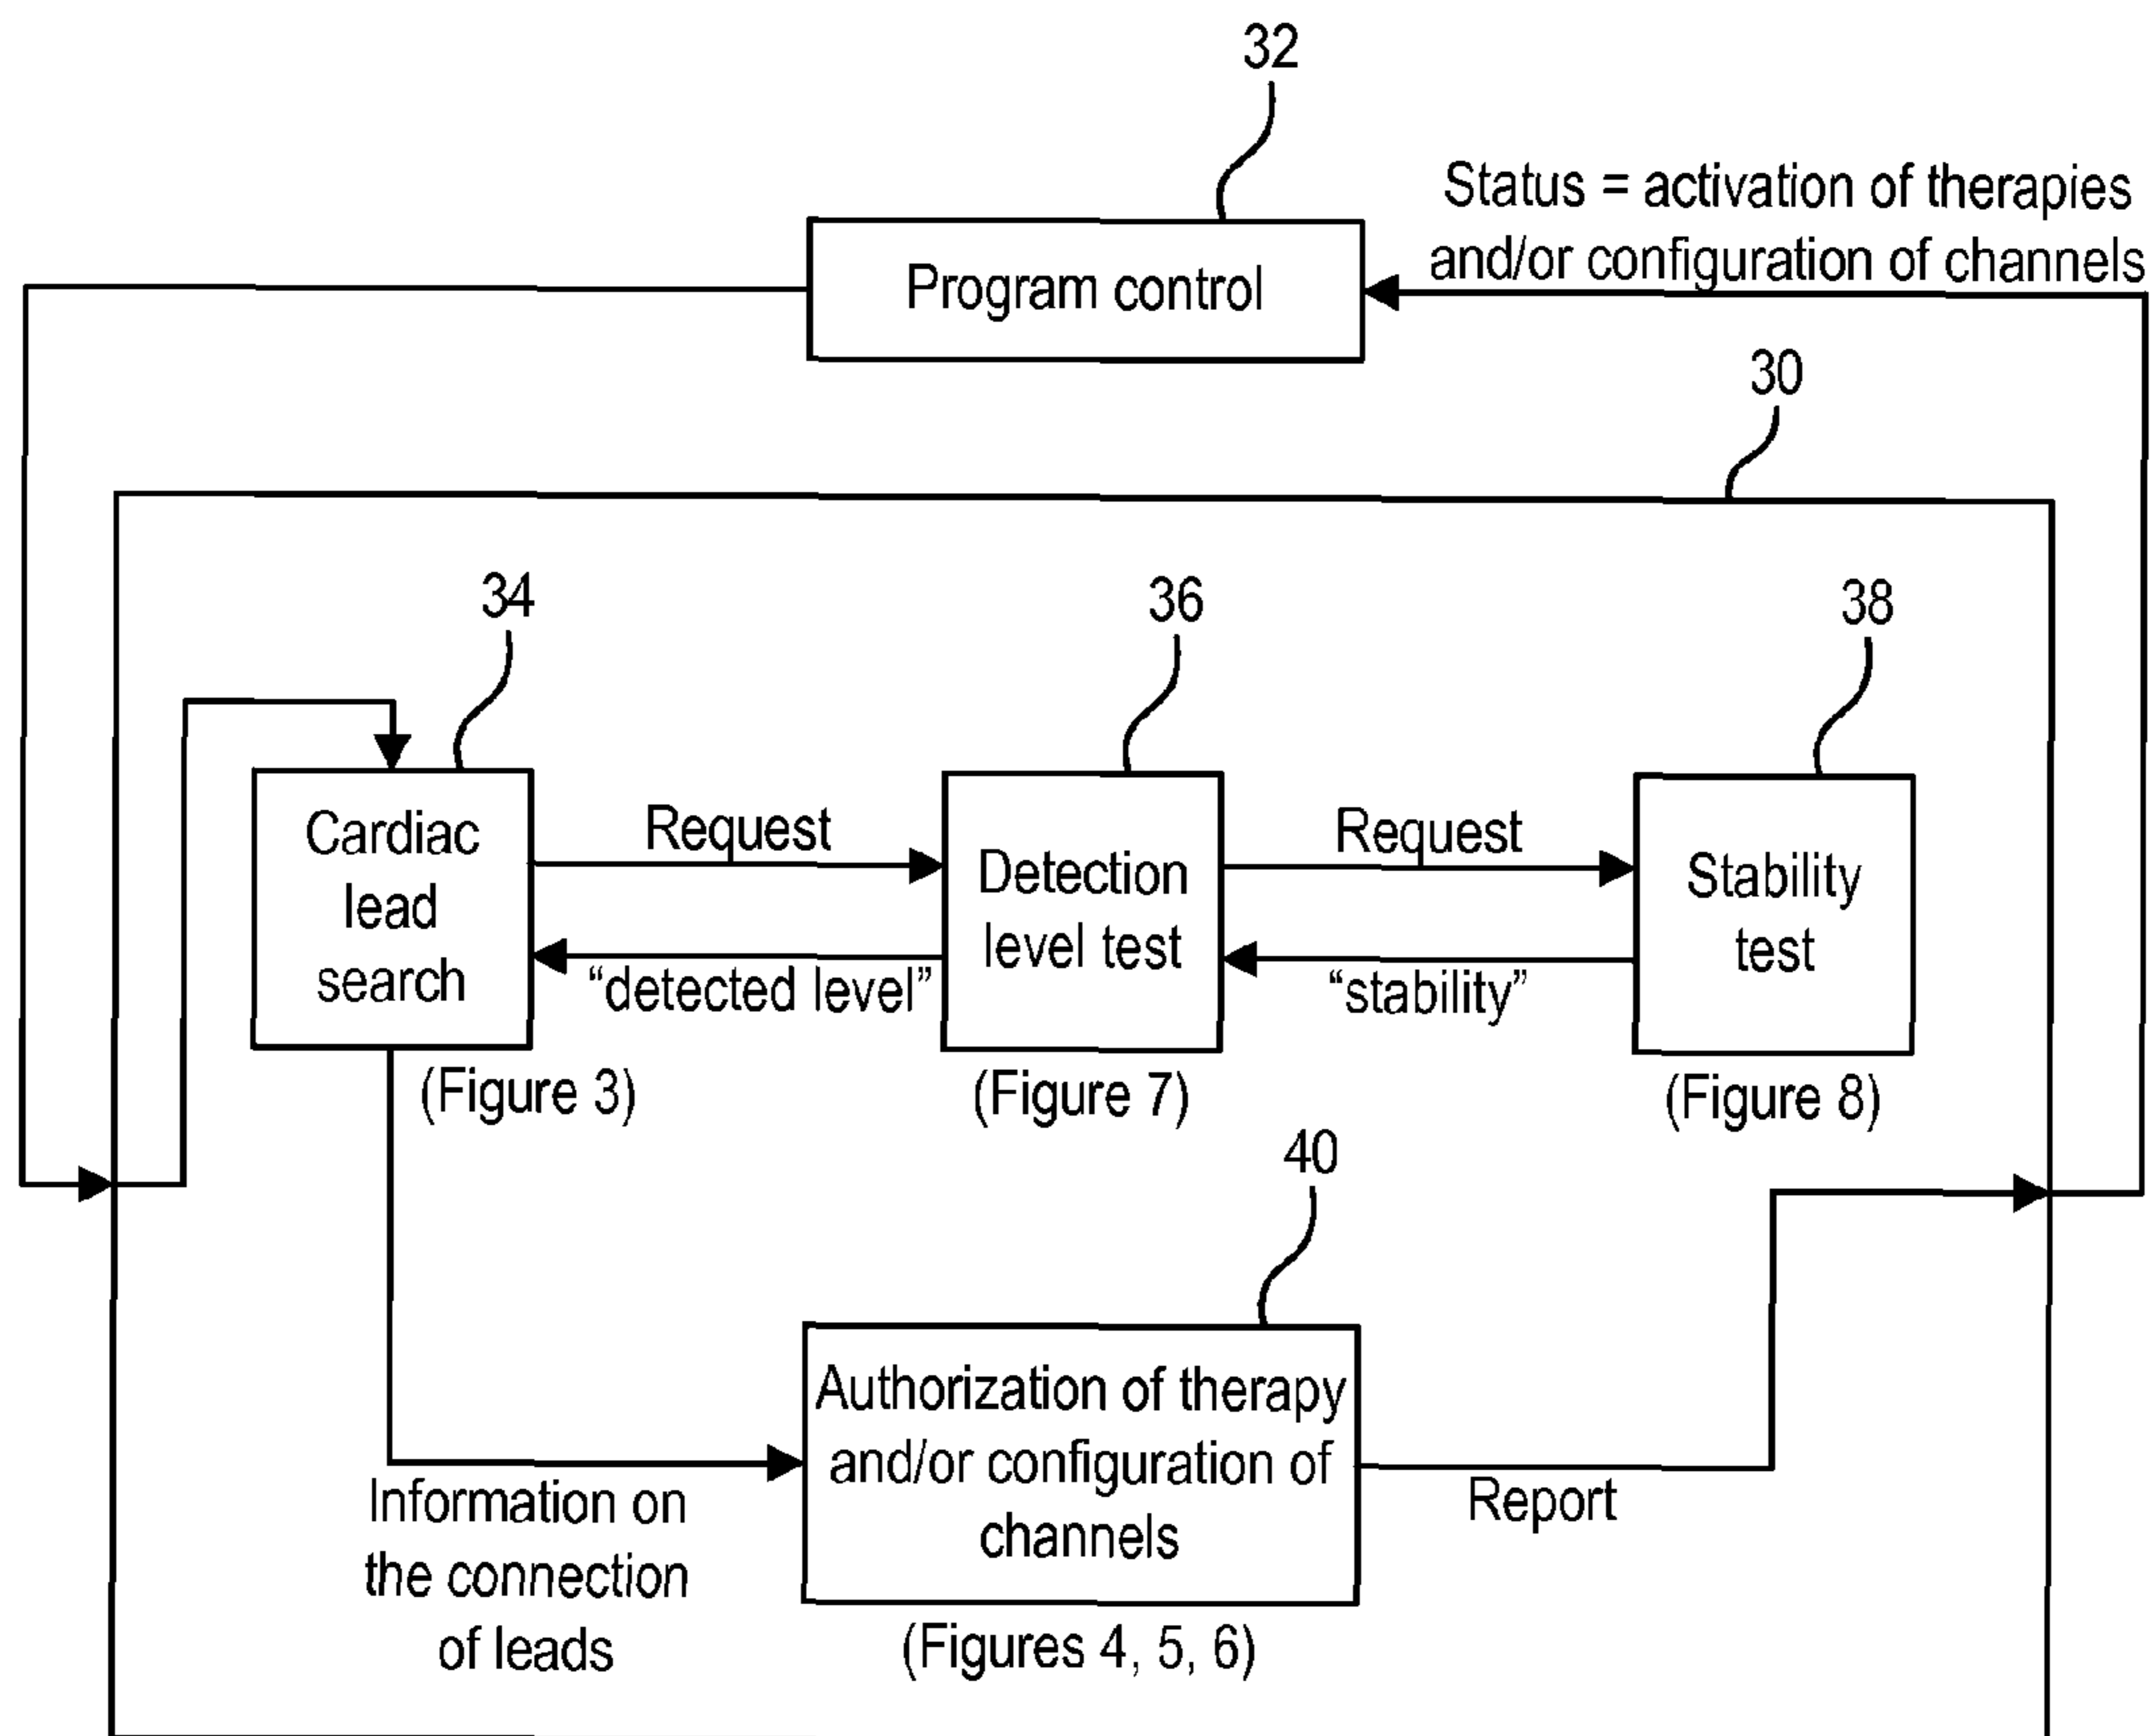 32
Status = activation of therapies
and/or configuration of channels
Program control
30
34
36
38
Cardiac
lead
search
Request
"detected level"
Detection
level test
Request
"stability"
Stability
test
(Figure 3)
(Figure 7)
(Figure 8)
40
Authorization of therapy
and/or configuration of
channels
Information on
the connection
of leads
Report
(Figures 4, 5, 6)